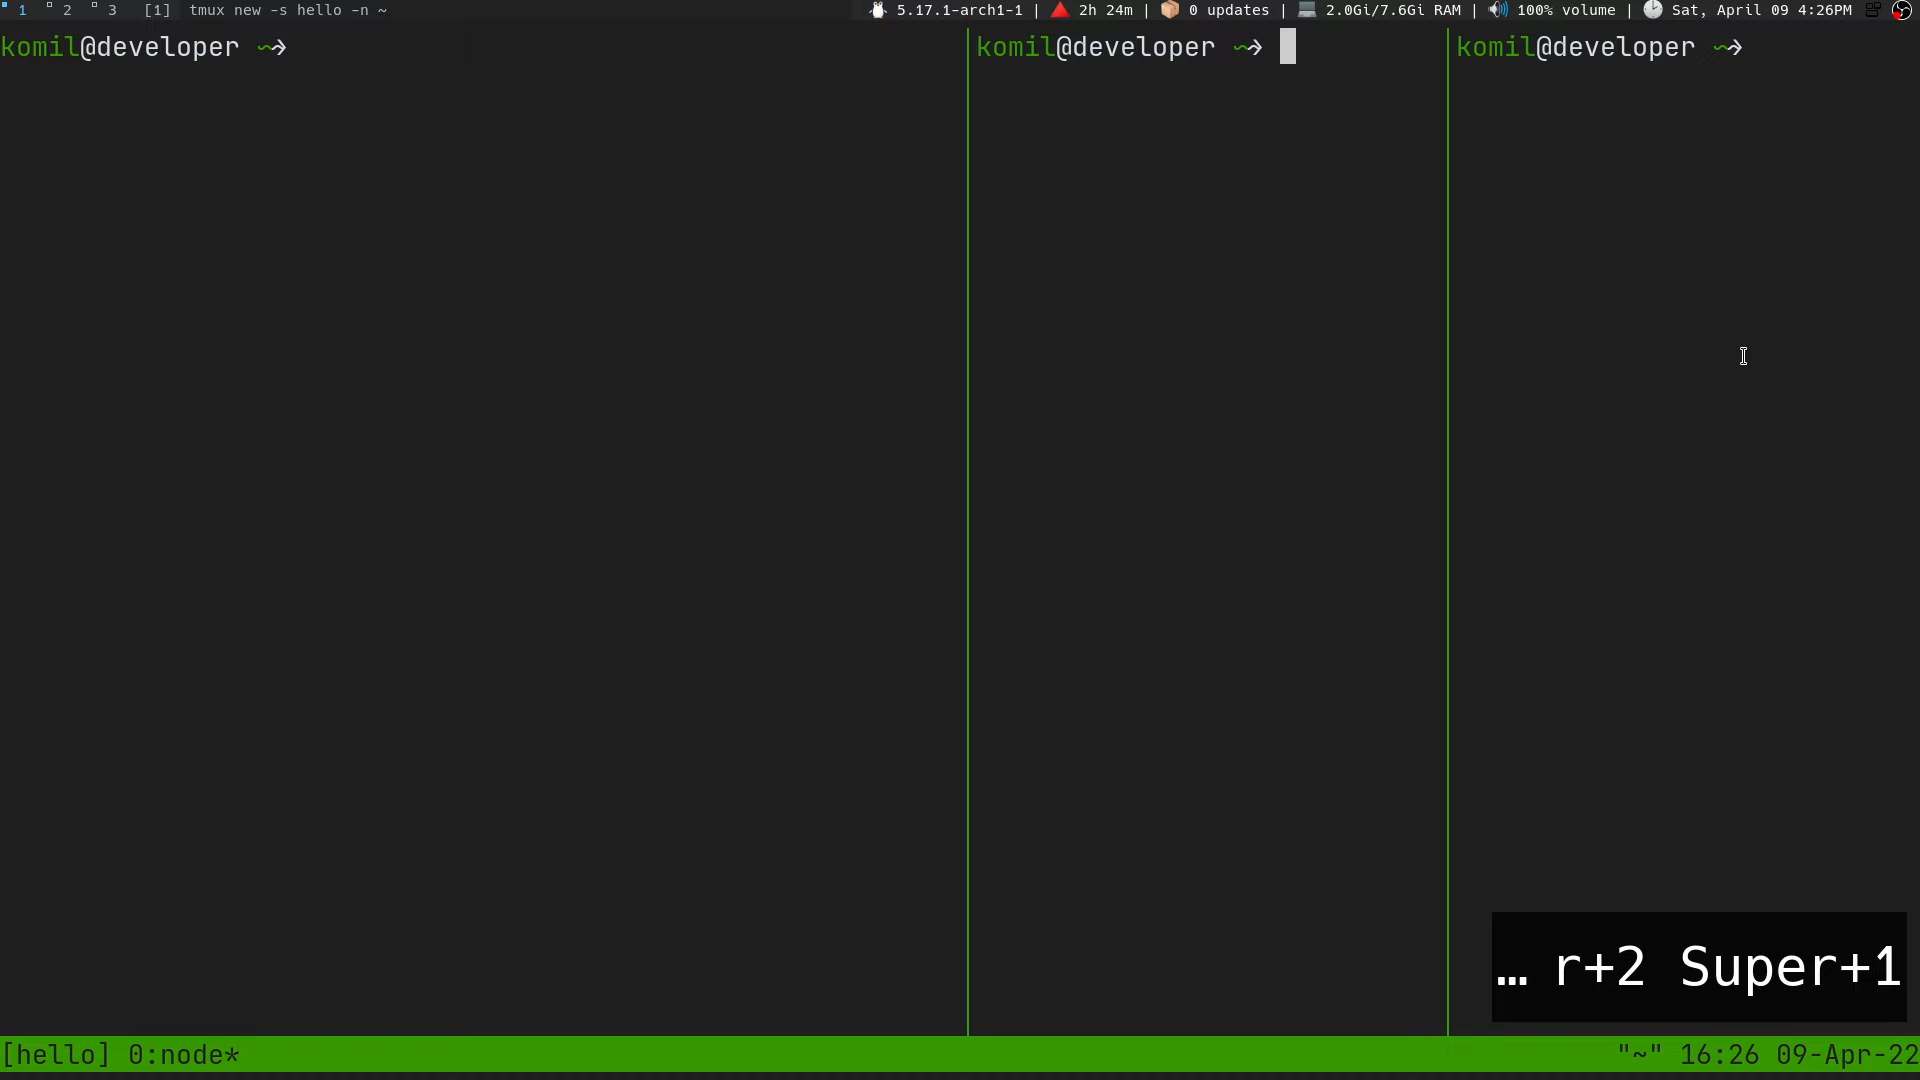 1 2 3 [1] tmux new -s hello -n ~ 5.17.1-arch1-1 | 2h 24m | 0 updates | 2.0Gi/7.6Gi RAM | 100% volume | Sat, April 09 4:26PM
komil@developer ~> komil@developer ~> komil@developer ~>
… r+2 Super+1
[hello] 0:node* "~" 16:26 09-Apr-22